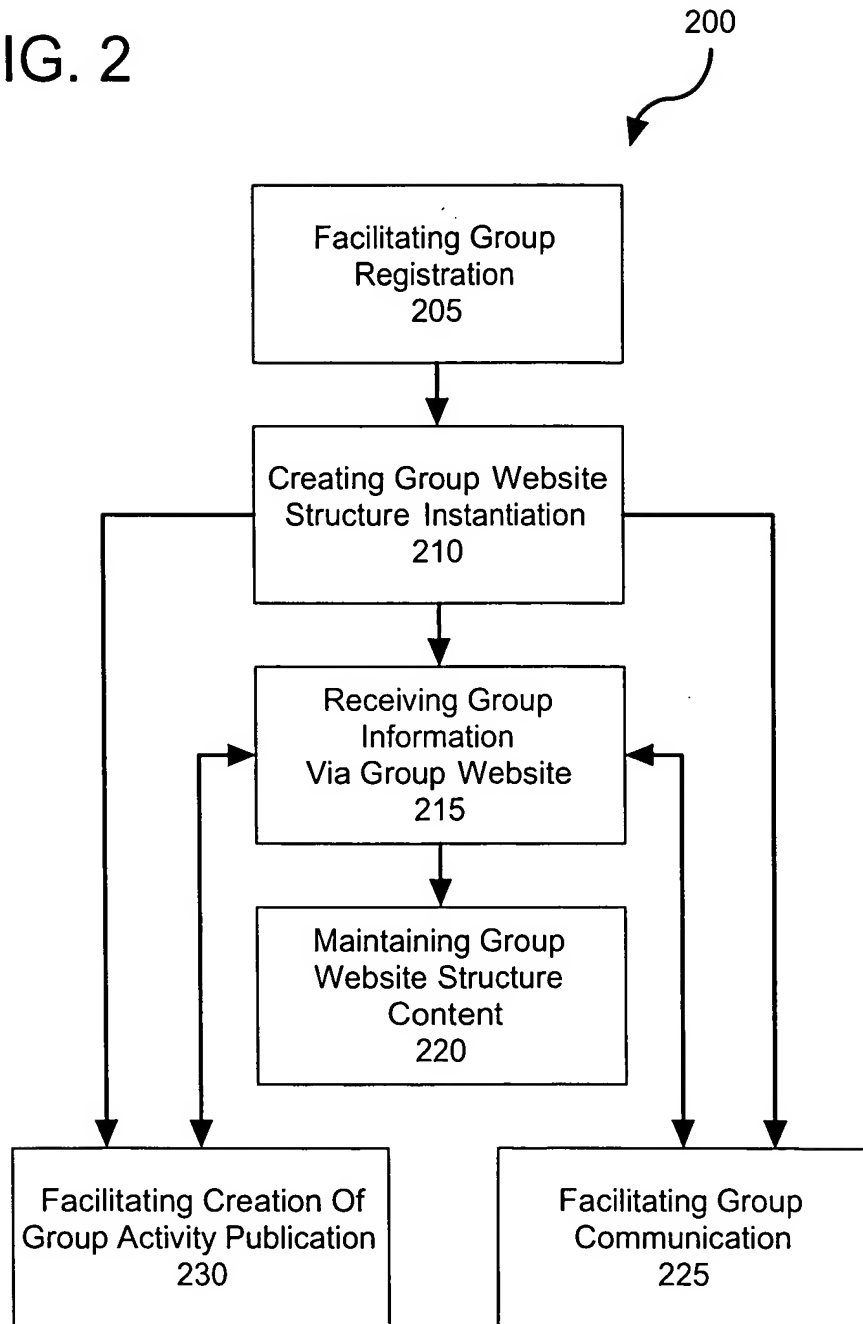 IG. 2
200
Facilitating Group
Registration
205
Creating Group Website
Structure Instantiation
210
Receiving Group
Information
Via Group Website
215
Maintaining Group
Website Structure
Content
220
Facilitating Creation Of
Group Activity Publication
230
Facilitating Group
Communication
225